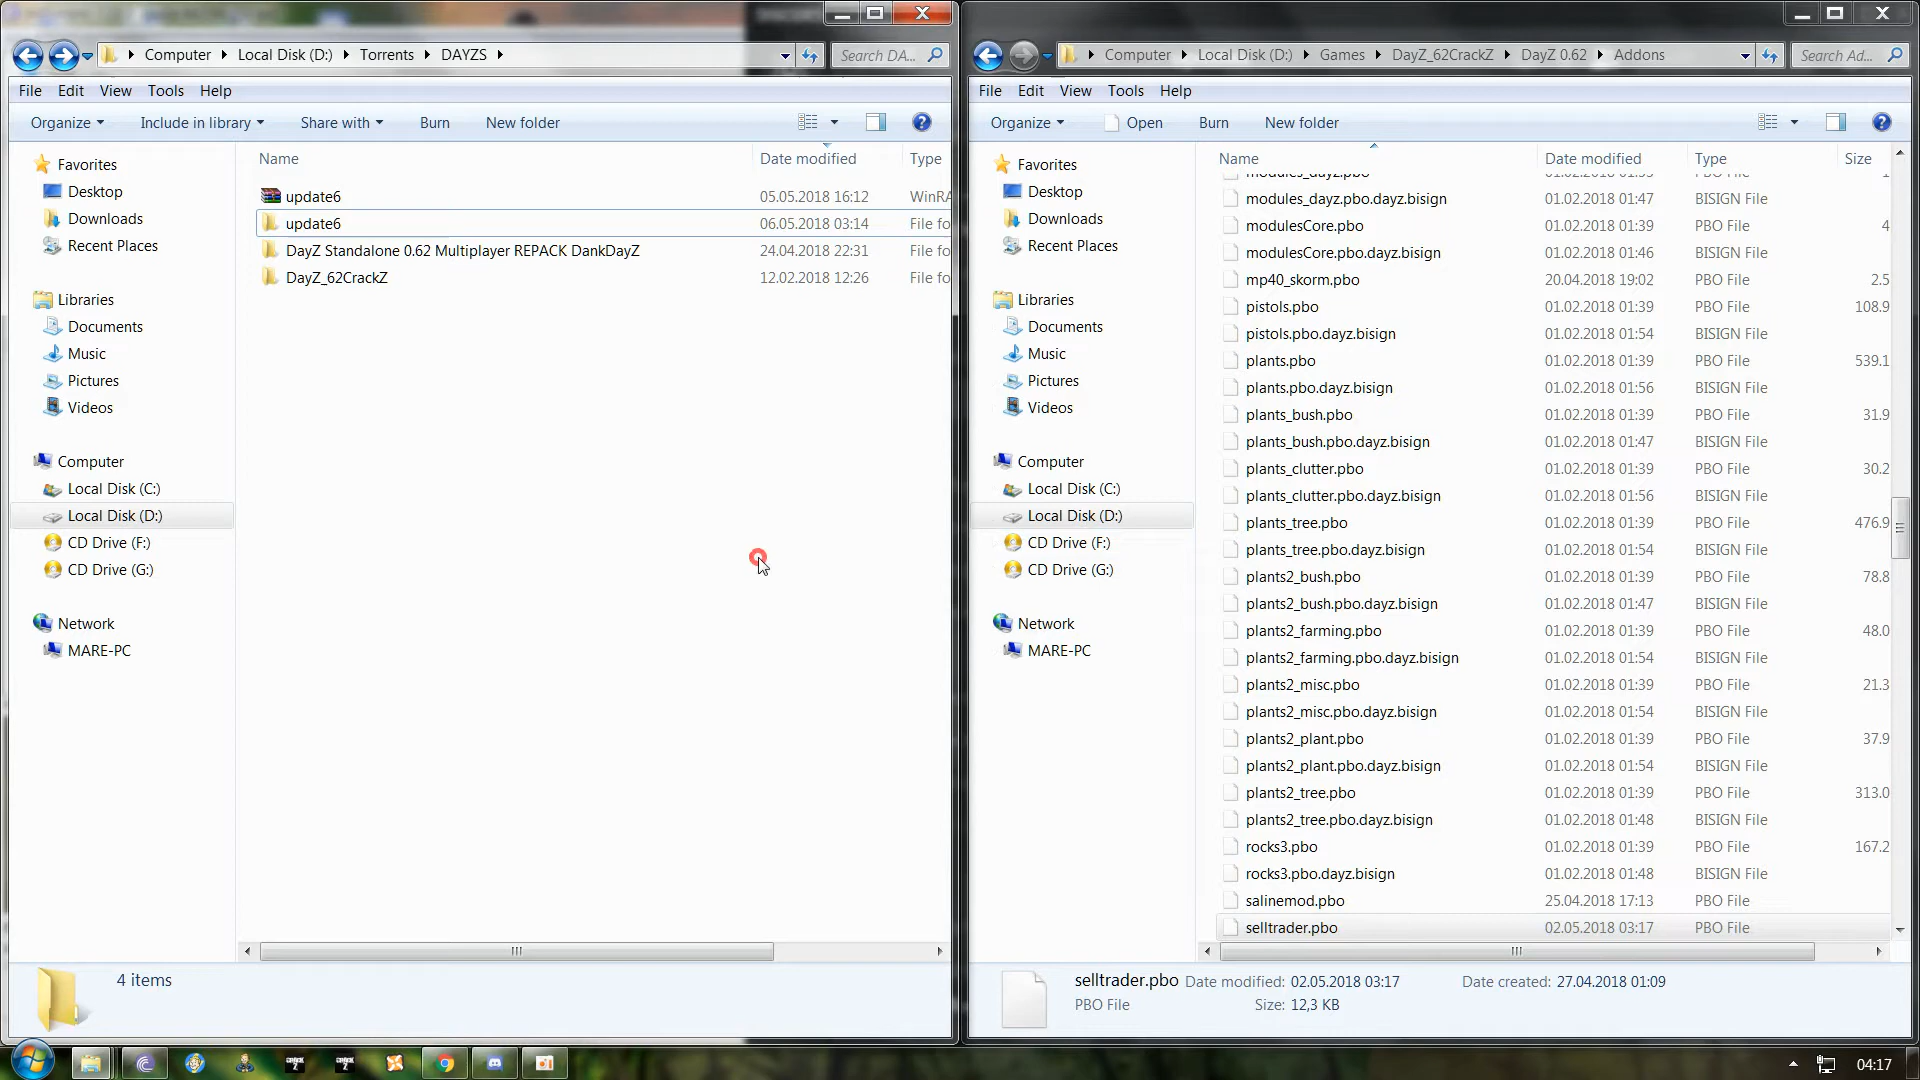 Computer Local Disk (D:) Torrents DAYZS
Search DA...
File Edit View Tools Help
Organize Include in library Share with Burn New folder
Favorites
Desktop
Downloads
Recent Places
Libraries
Documents
Music
Pictures
Videos
Computer
Local Disk (C:)
Local Disk (D:)
CD Drive (F:)
CD Drive (G:)
Network
MARE-PC
Name Date modified Type
update6 05.05.2018 16:12 WinRA
update6 06.05.2018 03:14 File fo
DayZ Standalone 0.62 Multiplayer REPACK DankDayZ 24.04.2018 22:31 File fo
DayZ_62CrackZ 12.02.2018 12:26 File fo
4 items
Computer Local Disk (D:) Games DayZ_62CrackZ DayZ 0.62 Addons
Search Ad...
File Edit View Tools Help
Organize Open Burn New folder
Favorites
Desktop
Downloads
Recent Places
Libraries
Documents
Music
Pictures
Videos
Computer
Local Disk (C:)
Local Disk (D:)
CD Drive (F:)
CD Drive (G:)
Network
MARE-PC
Name Date modified Type Size
modules_dayz.pbo
modules_dayz.pbo.dayz.bisign 01.02.2018 01:47 BISIGN File
modulesCore.pbo 01.02.2018 01:39 PBO File 4
modulesCore.pbo.dayz.bisign 01.02.2018 01:46 BISIGN File
mp40_skorm.pbo 20.04.2018 19:02 PBO File 2.5
pistols.pbo 01.02.2018 01:39 PBO File 108.9
pistols.pbo.dayz.bisign 01.02.2018 01:54 BISIGN File
plants.pbo 01.02.2018 01:39 PBO File 539.1
plants.pbo.dayz.bisign 01.02.2018 01:56 BISIGN File
plants_bush.pbo 01.02.2018 01:39 PBO File 31.9
plants_bush.pbo.dayz.bisign 01.02.2018 01:47 BISIGN File
plants_clutter.pbo 01.02.2018 01:39 PBO File 30.2
plants_clutter.pbo.dayz.bisign 01.02.2018 01:56 BISIGN File
plants_tree.pbo 01.02.2018 01:39 PBO File 476.9
plants_tree.pbo.dayz.bisign 01.02.2018 01:54 BISIGN File
plants2_bush.pbo 01.02.2018 01:39 PBO File 78.8
plants2_bush.pbo.dayz.bisign 01.02.2018 01:47 BISIGN File
plants2_farming.pbo 01.02.2018 01:39 PBO File 48.0
plants2_farming.pbo.dayz.bisign 01.02.2018 01:54 BISIGN File
plants2_misc.pbo 01.02.2018 01:39 PBO File 21.3
plants2_misc.pbo.dayz.bisign 01.02.2018 01:54 BISIGN File
plants2_plant.pbo 01.02.2018 01:39 PBO File 37.9
plants2_plant.pbo.dayz.bisign 01.02.2018 01:54 BISIGN File
plants2_tree.pbo 01.02.2018 01:39 PBO File 313.0
plants2_tree.pbo.dayz.bisign 01.02.2018 01:48 BISIGN File
rocks3.pbo 01.02.2018 01:39 PBO File 167.2
rocks3.pbo.dayz.bisign 01.02.2018 01:48 BISIGN File
salinemod.pbo 25.04.2018 17:13 PBO File
selltrader.pbo 02.05.2018 03:17 PBO File
selltrader.pbo Date modified: 02.05.2018 03:17 Date created: 27.04.2018 01:09
PBO File Size: 12,3 KB
04:17